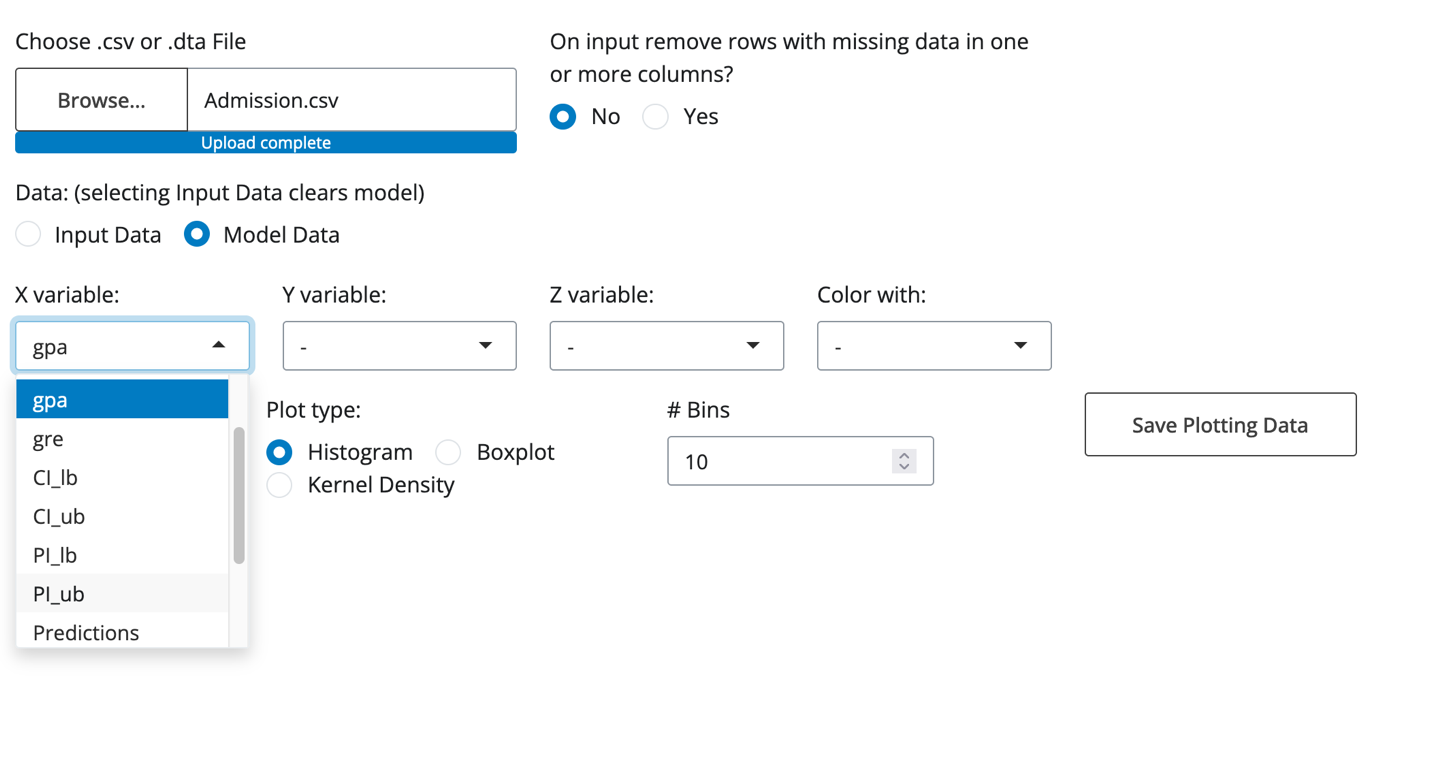 Choose .csv or .dta File
On input remove rows with missing data in one
or more columns?
Browse...
Admission.csv
No
Yes
Upload complete
Data: (selecting Input Data clears model)
Input Data
Model Data
X variable:
Y variable:
Z variable:
Color with:
gpa
-
-
-
gpa
gre
CI_lb
CI_ub
PI_lb
PI_ub
Predictions
Plot type:
Histogram
Boxplot
Kernel Density
# Bins
10
Save Plotting Data